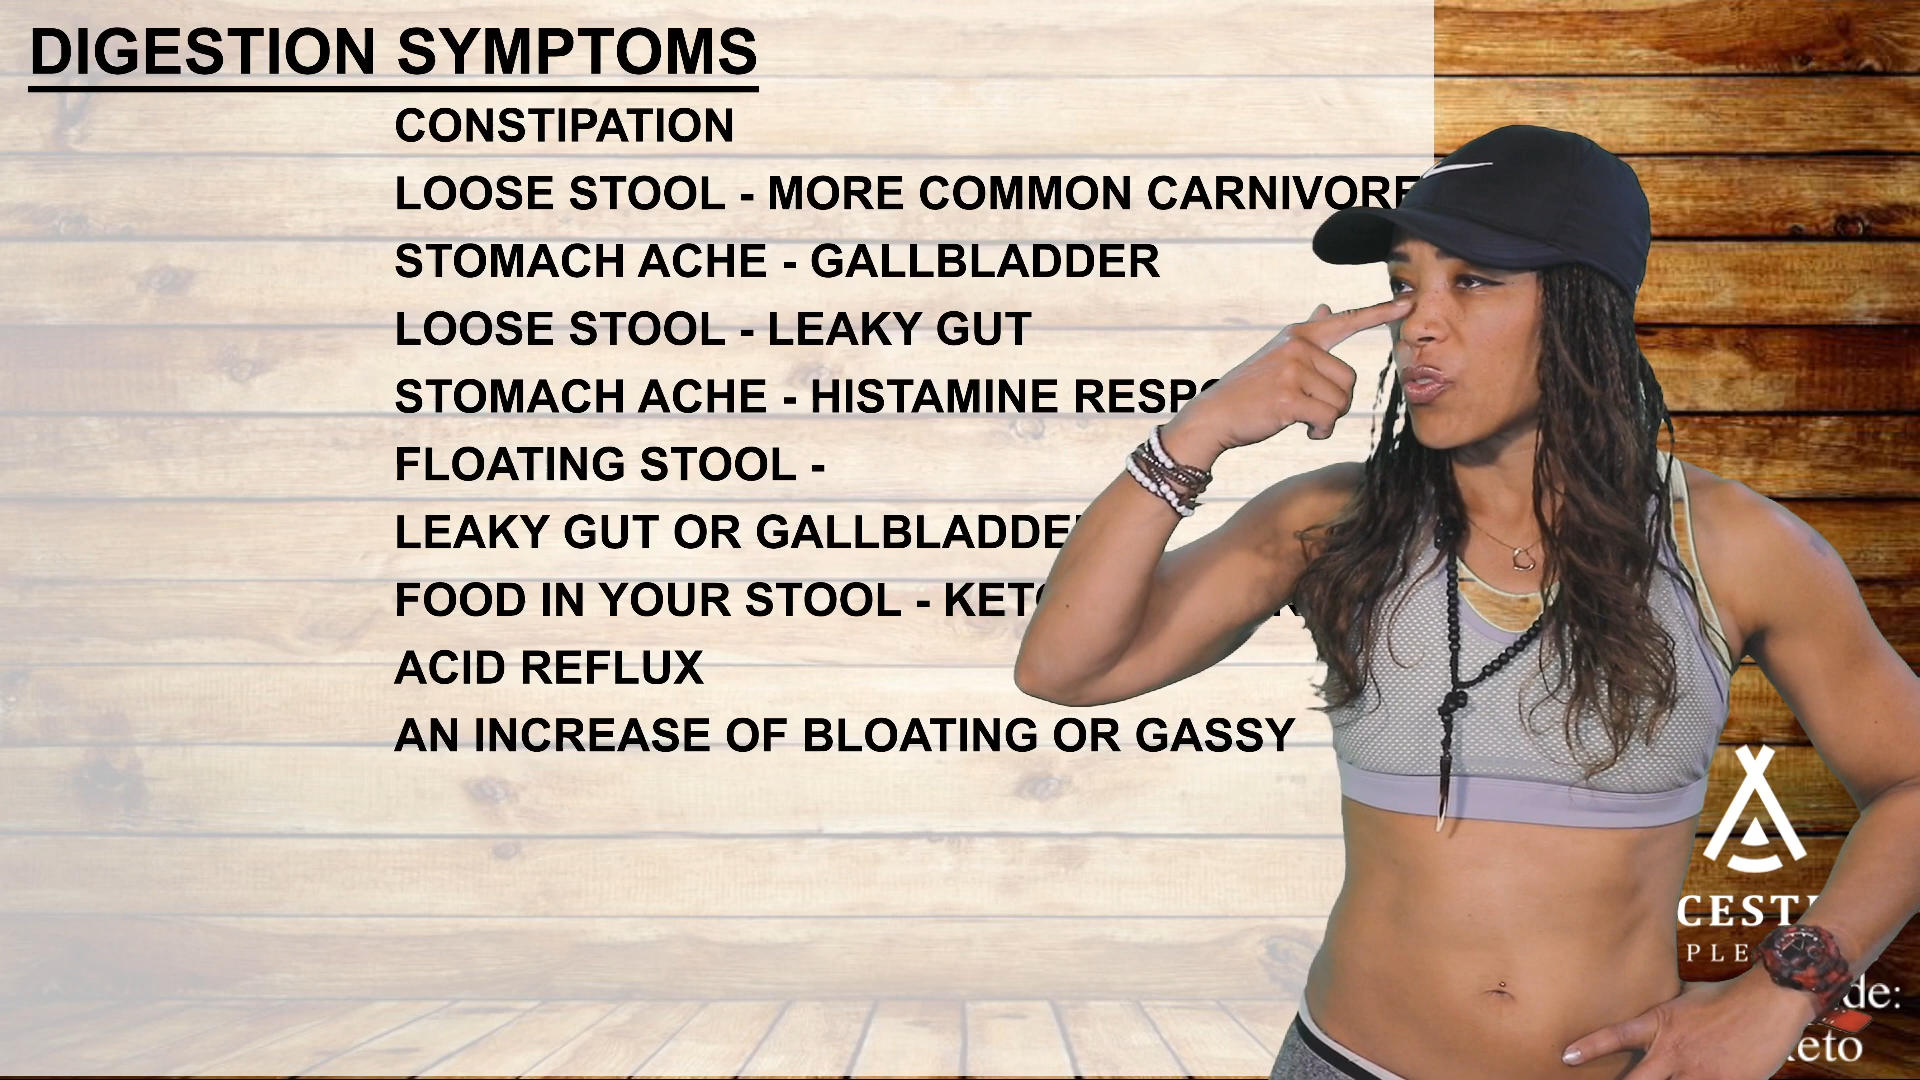 DIGESTION SYMPTOMS
CONSTIPATION
LOOSE STOOL - MORE COMMON CARNIVORE
STOMACH ACHE - GALLBLADDER
LOOSE STOOL - LEAKY GUT
STOMACH ACHE - HISTAMINE
FLOATING STOOL -
LEAKY GUT OR GALLBLADDER
FOOD IN YOUR STOOL -
ACID REFLUX
AN INCREASE OF BLOATING OR GASSY